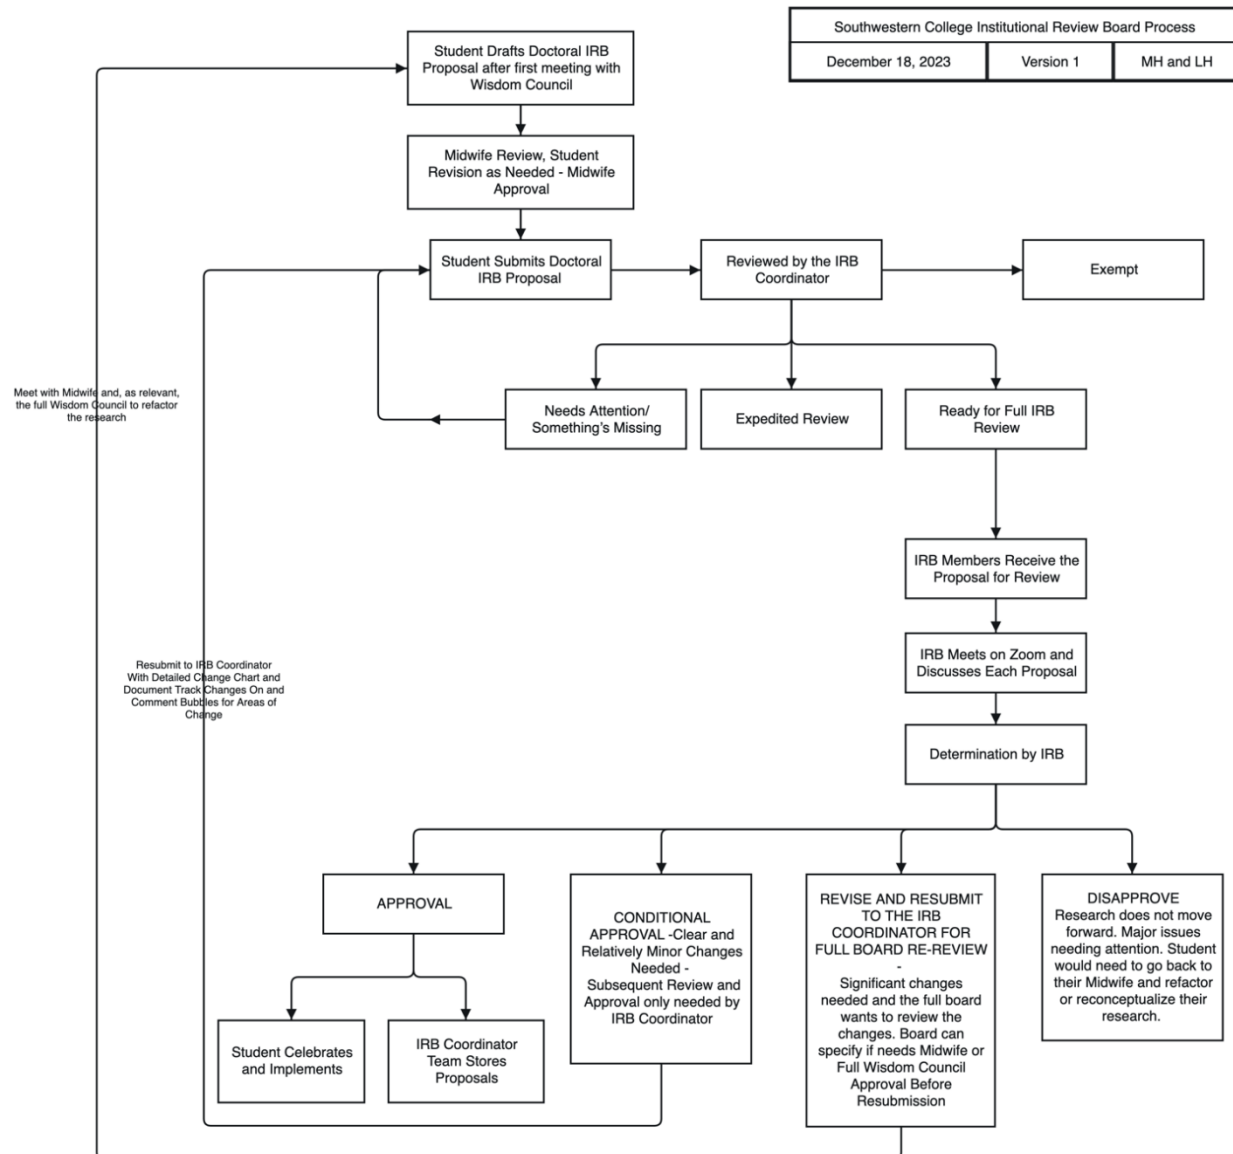 Southwestern College Institutional Review Board Process
December 18, 2023
Version 1
MH and LH
Student Drafts Doctoral IRB
Proposal after first meeting with
Wisdom Council
Midwife Review, Student
Revision as Needed - Midwife
Approval
Student Submits Doctoral
IRB Proposal
Reviewed by the IRB
Coordinator
Exempt
Meet with Midwife and, as relevant,
the full Wisdom Council to refactor
the research
Needs Attention/
Something's Missing
Expedited Review
Ready for Full IRB
Review
IRB Members Receive the
Proposal for Review
IRB Meets on Zoom and
Discusses Each Proposal
Resubmit to IRB Coordinator
With Detailed Change Chart and
Document Track Changes On and
Comment Bubbles for Areas of
Change
Determination by IRB
APPROVAL
CONDITIONAL
APPROVAL -Clear and
Relatively Minor Changes
Needed -
Subsequent Review and
Approval only needed by
IRB Coordinator
REVISE AND RESUBMIT
TO THE IRB
COORDINATOR FOR
FULL BOARD RE-REVIEW
-
Significant changes
needed and the full board
wants to review the
changes. Board can
specify if needs Midwife or
Full Wisdom Council
Approval Before
Resubmission
DISAPPROVE
Research does not move
forward. Major issues
needing attention. Student
would need to go back to
their Midwife and refactor
or reconceptualize their
research.
Student Celebrates
and Implements
IRB Coordinator
Team Stores
Proposals